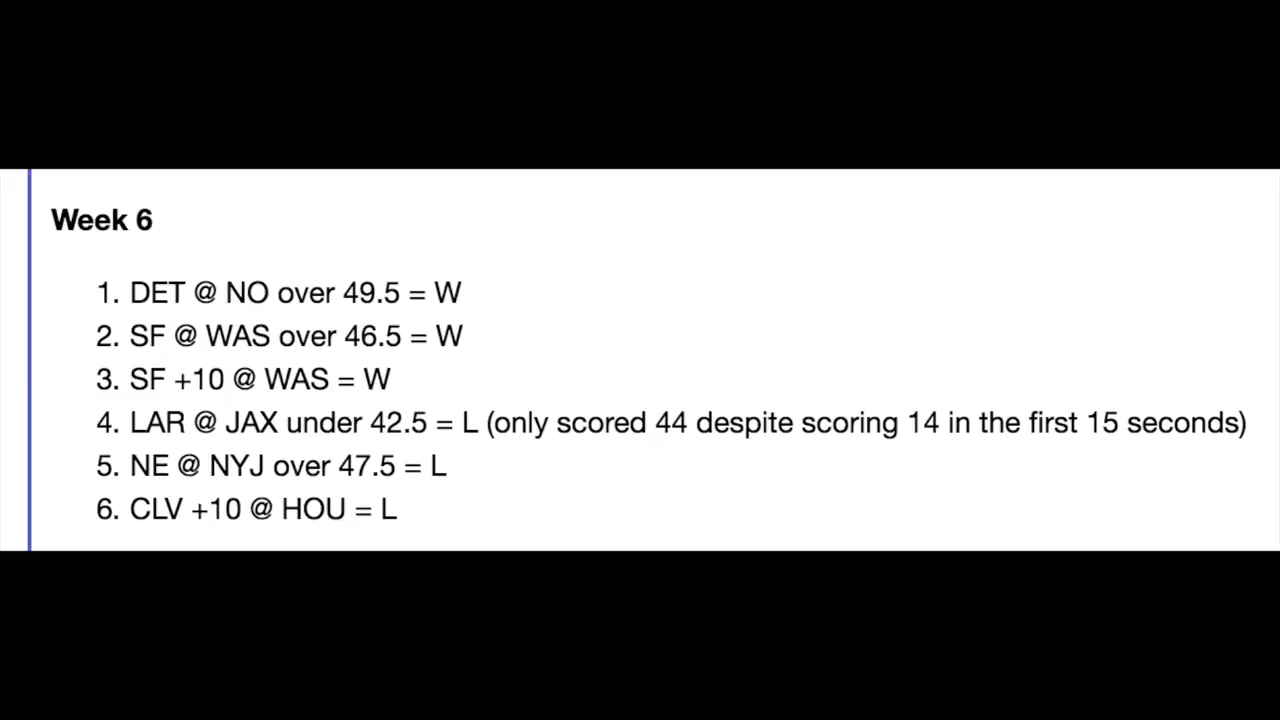 Week 6
1. DET @ NO over 49.5 = W
2. SF @ WAS over 46.5 = W
3. SF +10 @ WAS = W
4. LAR @ JAX under 42.5 = L (only scored 44 despite scoring 14 in the first 15 seconds)
5. NE @ NYJ over 47.5 = L
6. CLV +10 @ HOU = L